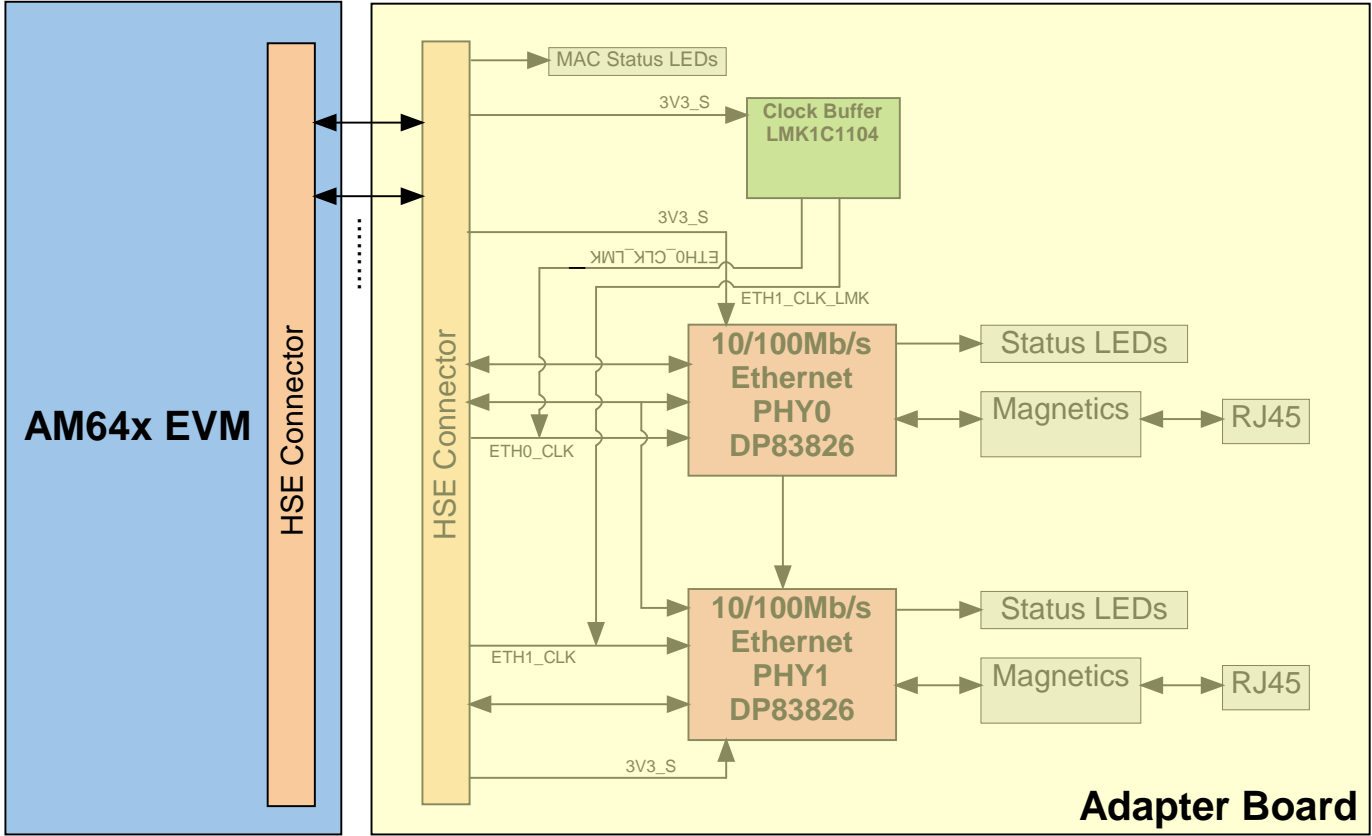 AM64x EVM
HSE Connector
HSE Connector
MAC Status LEDs
3V3_S
Clock Buffer
LMK1C1104
3V3_S
ETH0_CLK_LMK
ETH1_CLK_LMK
10/100Mb/s
Ethernet
PHY0
DP83826
Status LEDs
Magnetics
RJ45
ETH0_CLK
10/100Mb/s
Ethernet
PHY1
DP83826
Status LEDs
Magnetics
RJ45
ETH1_CLK
3V3_S
Adapter Board